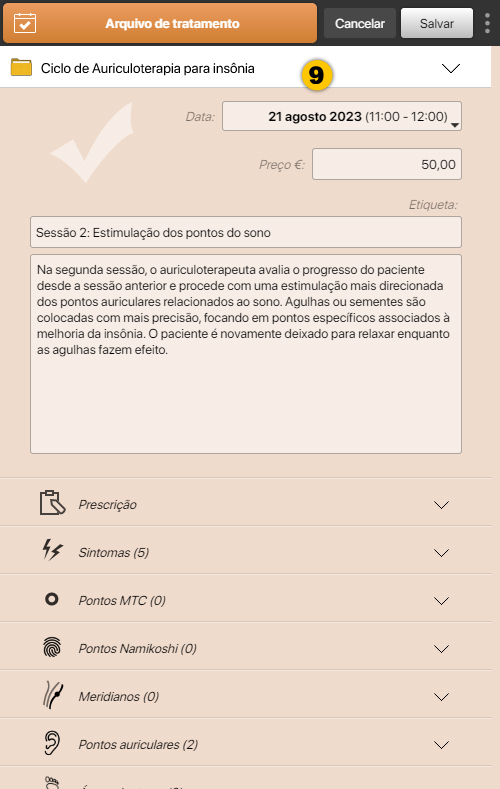 Arquivo de tratamento
Cancelar
Salvar
Ciclo de Auriculoterapia para insônia
9
Data:
21 agosto 2023 (11:00 - 12:00)
Preço €:
50,00
Etiqueta:
Sessão 2: Estimulação dos pontos do sono
Na segunda sessão, o auriculoterapeuta avalia o progresso do paciente
desde a sessão anterior e procede com uma estimulação mais direcionada
dos pontos auriculares relacionados ao sono. Agulhas ou sementes são
colocadas com mais precisão, focando em pontos específicos associados à
melhoria da insônia. O paciente é novamente deixado para relaxar enquanto
as agulhas fazem efeito.
Prescrição
Sintomas (5)
Pontos MTC (0)
Pontos Namikoshi (0)
Meridianos (0)
Pontos auriculares (2)